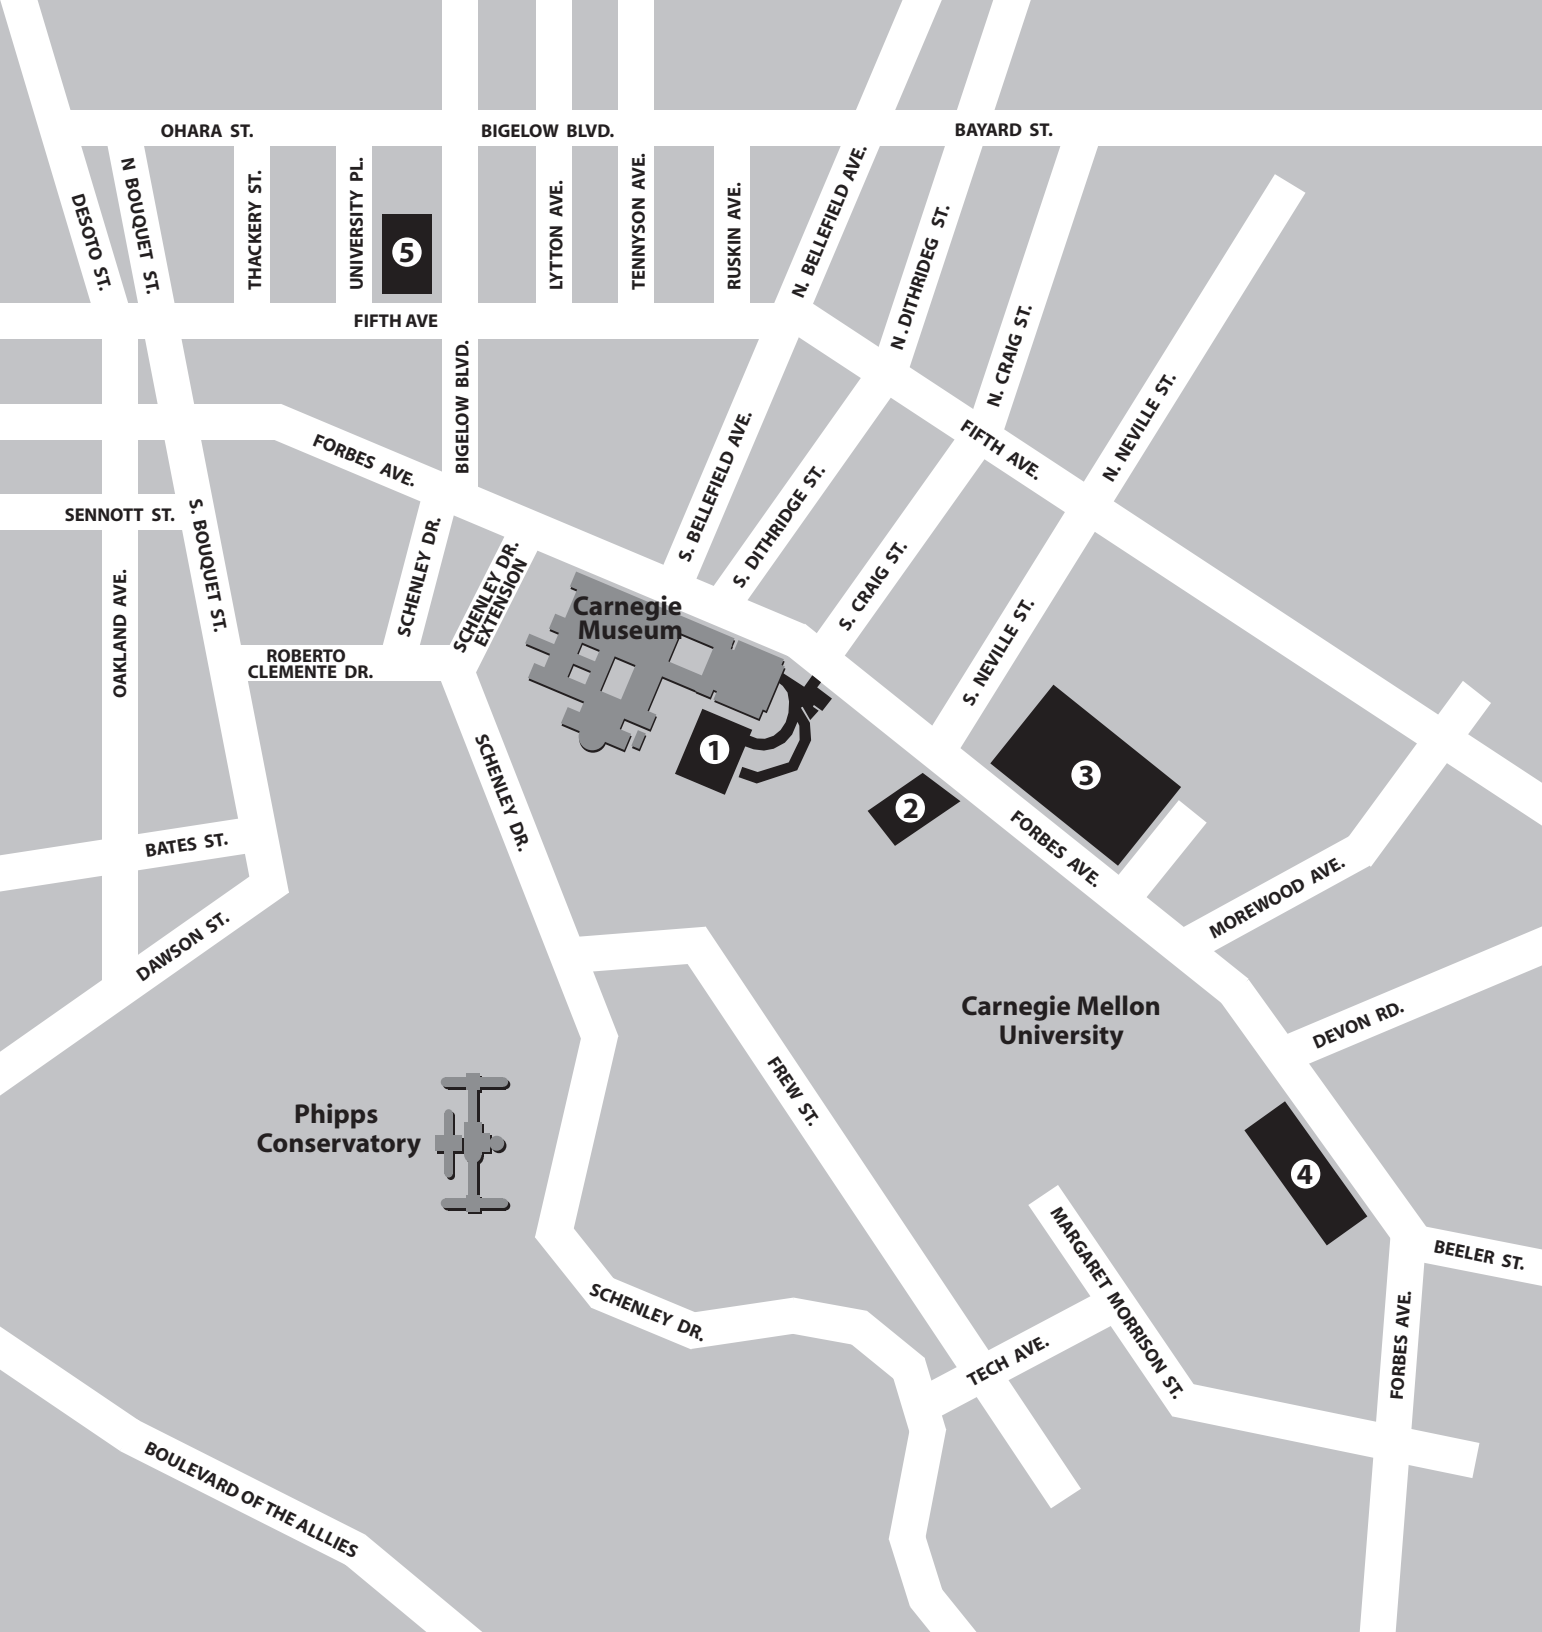 OHARA ST.
BIGELOW BLVD.
BAYARD ST.
DESOTO ST.
N BOUQUET ST.
THACKERY ST.
UNIVERSITY PL.
5
LYTTON AVE.
TENNYSON AVE.
RUSKIN AVE.
N. BELLEFIELD AVE.
N . DITHRIDEG ST.
N. CRAIG ST.
N. NEVILLE ST.
FIFTH AVE
BIGELOW BLVD.
FORBES AVE.
FIFTH AVE.
SENNOTT ST.
S. BOUQUET ST.
OAKLAND AVE.
SCHENLEY DR.
SCHENLEY DR.
EXTENSION
S. BELLEFIELD AVE.
S. DITHRIDGE ST.
S. CRAIG ST.
S. NEVILLE ST.
Carnegie
Museum
ROBERTO
CLEMENTE DR.
SCHENLEY DR.
1
2
3
FORBES AVE.
BATES ST.
DAWSON ST.
MOREWOOD AVE.
Carnegie Mellon
University
DEVON RD.
FREW ST.
Phipps
Conservatory
4
MARGARET MORRISON ST.
BEELER ST.
SCHENLEY DR.
TECH AVE.
FORBES AVE.
BOULEVARD OF THE ALLLIES